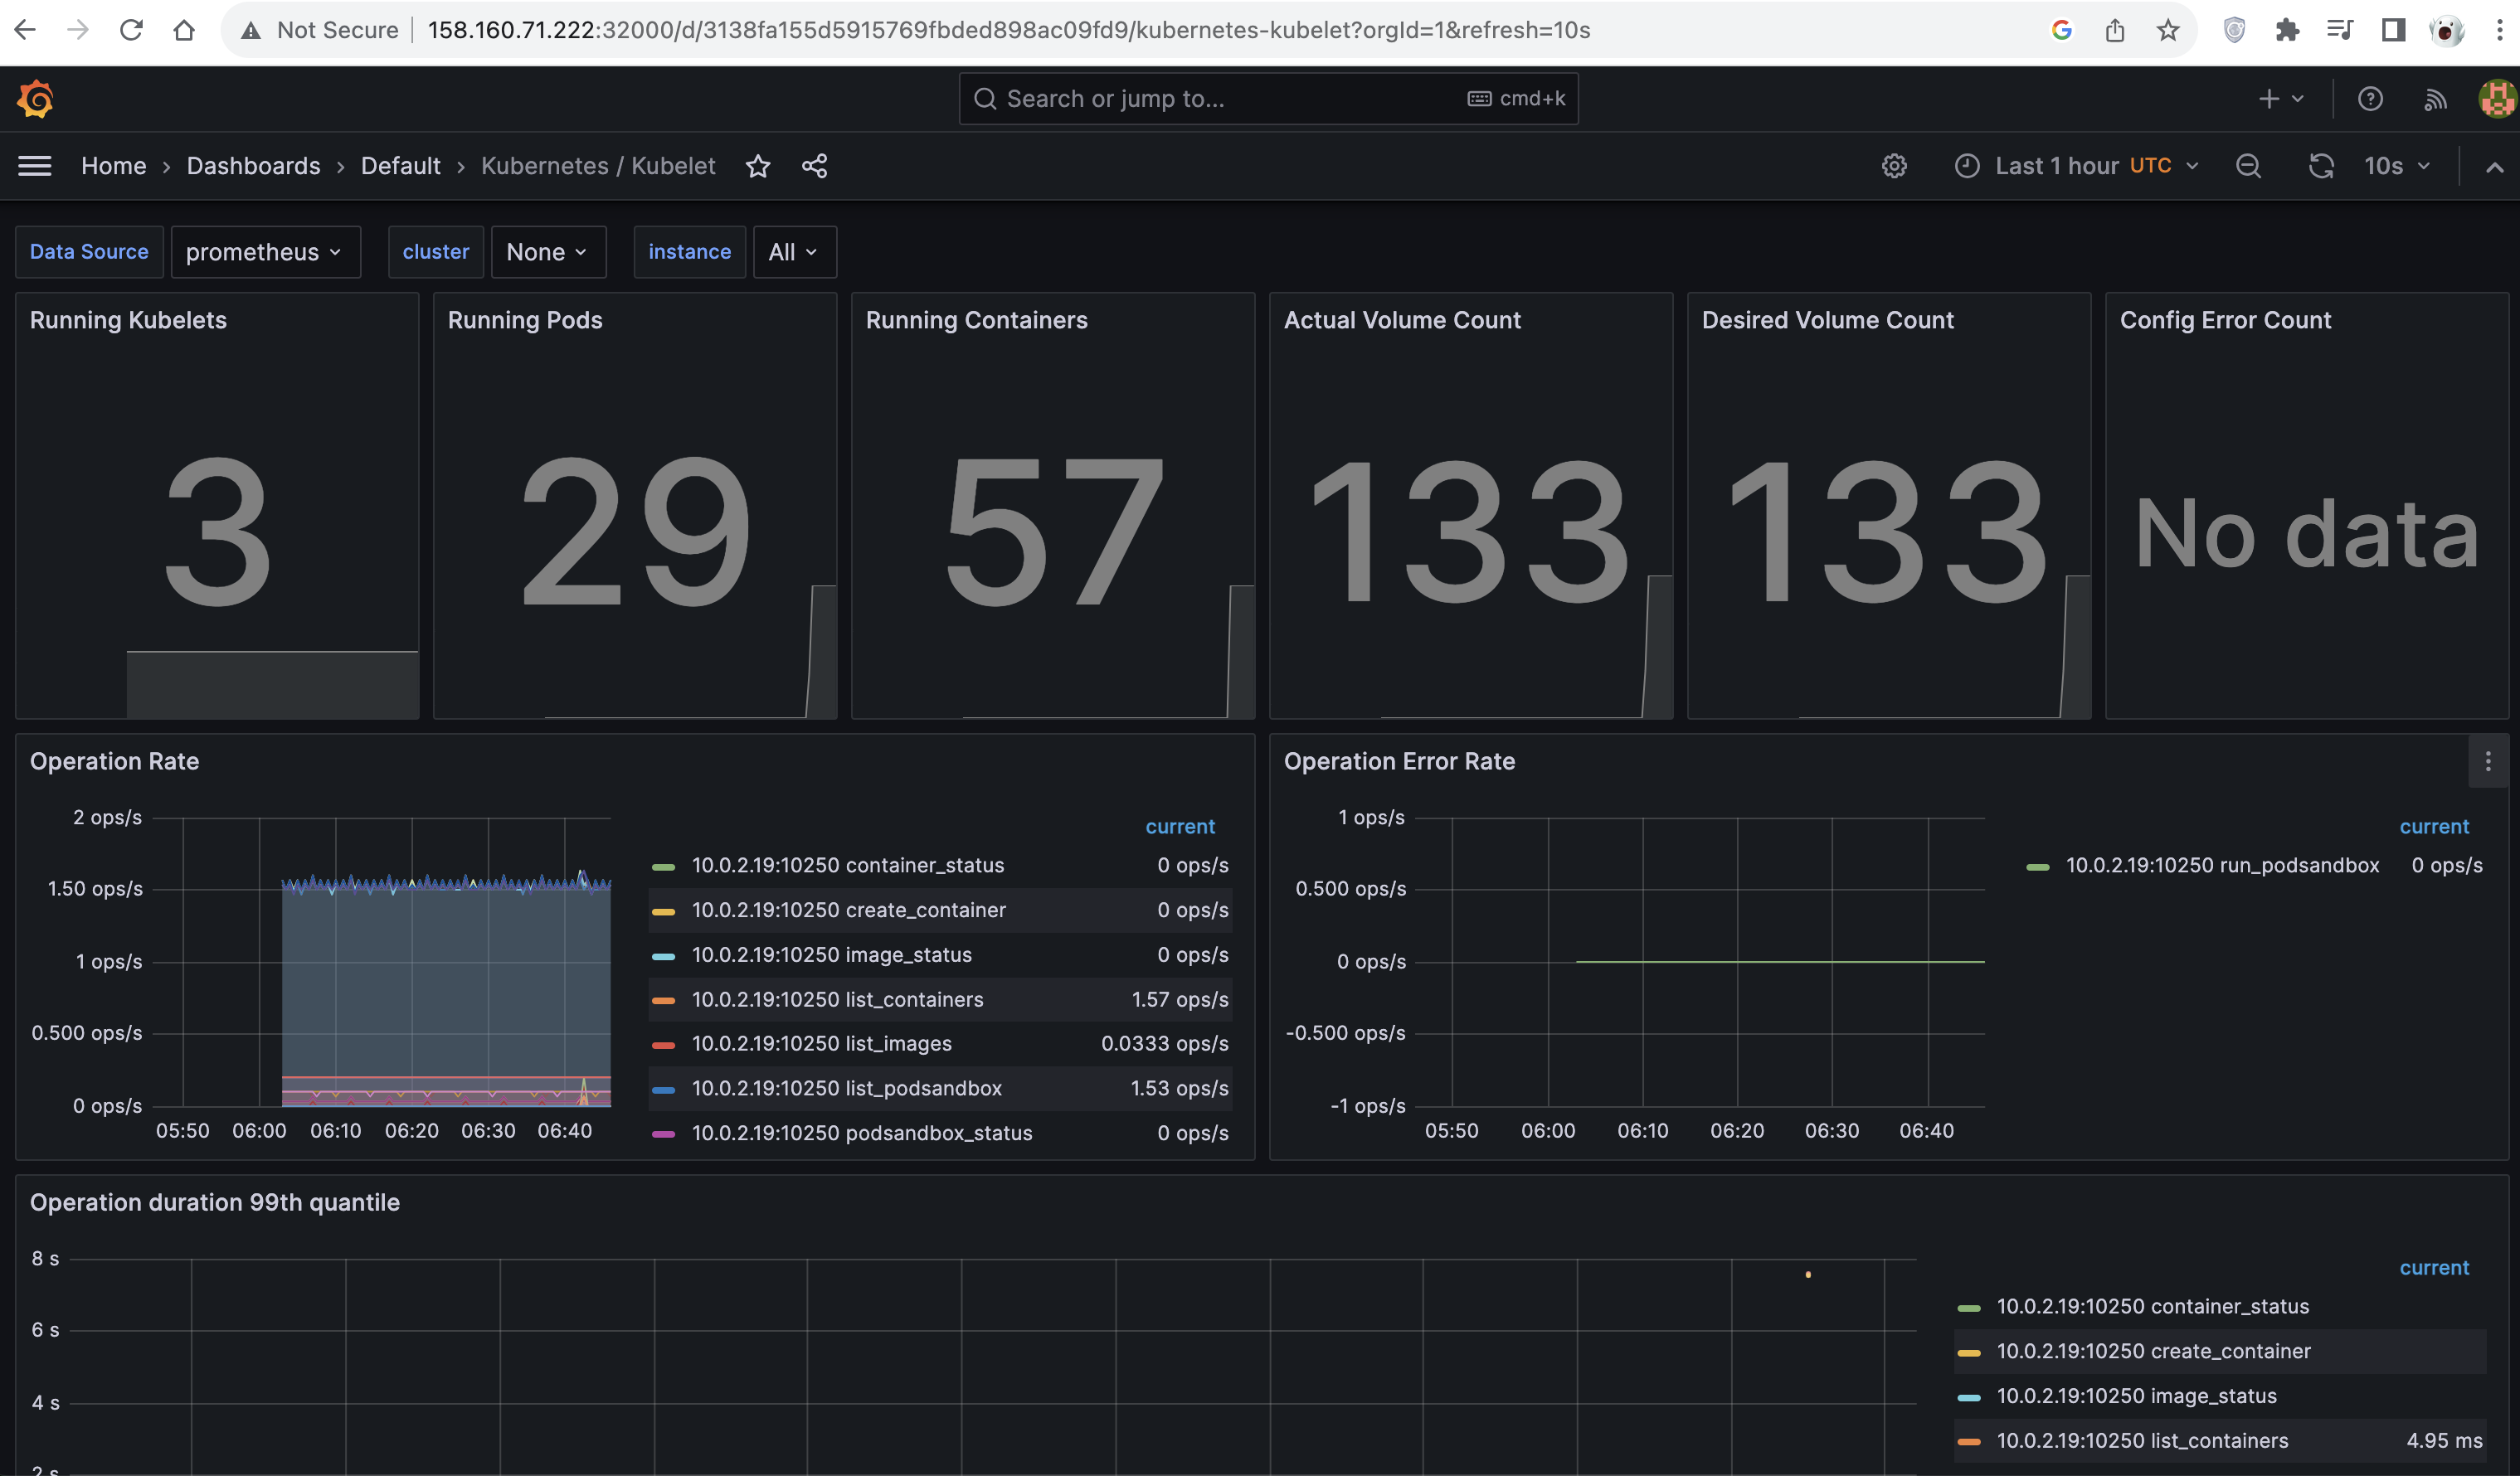 Not Secure
158.160.71.222:32000/d/3138fa155d5915769fbded898ac09fd9/kubernetes-kubelet?orgId=1&refresh=10s
Search or jump to...
cmd+k
Home › Dashboards › Default › Kubernetes / Kubelet
Last 1 hour UTC
10s
Data Source prometheus cluster None instance All
Running Kubelets
3
Running Pods
29
Running Containers
57
Actual Volume Count
133
Desired Volume Count
133
Config Error Count
No data
Operation Rate
2 ops/s
1.50 ops/s
1 ops/s
0.500 ops/s
0 ops/s
05:50 06:00 06:10 06:20 06:30 06:40
current
10.0.2.19:10250 container_status 0 ops/s
10.0.2.19:10250 create_container 0 ops/s
10.0.2.19:10250 image_status 0 ops/s
10.0.2.19:10250 list_containers 1.57 ops/s
10.0.2.19:10250 list_images 0.0333 ops/s
10.0.2.19:10250 list_podsandbox 1.53 ops/s
10.0.2.19:10250 podsandbox_status 0 ops/s
Operation Error Rate
1 ops/s
0.500 ops/s
0 ops/s
-0.500 ops/s
-1 ops/s
05:50 06:00 06:10 06:20 06:30 06:40
current
10.0.2.19:10250 run_podsandbox 0 ops/s
Operation duration 99th quantile
8 s
6 s
4 s
2 s
current
10.0.2.19:10250 container_status
10.0.2.19:10250 create_container
10.0.2.19:10250 image_status
10.0.2.19:10250 list_containers 4.95 ms